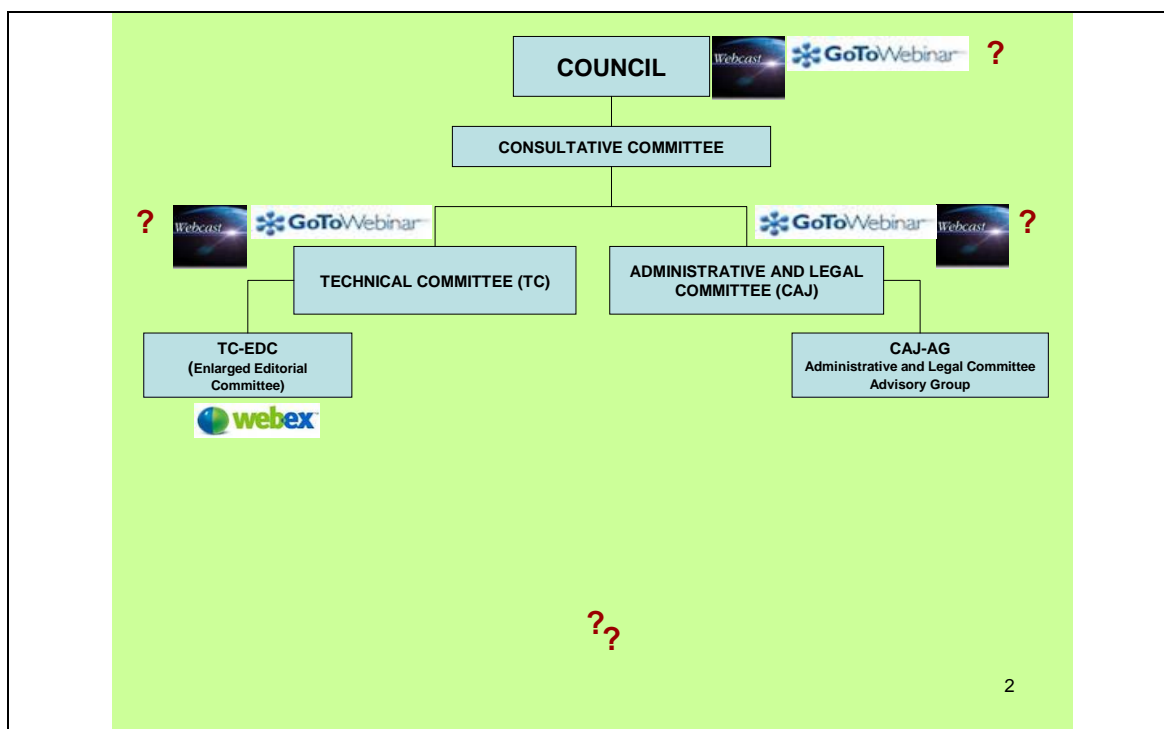 COUNCIL
Webcast
GoToWebinar
?
CONSULTATIVE COMMITTEE
?
Webcast
GoToWebinar
GoToWebinar
Webcast
?
TECHNICAL COMMITTEE (TC)
ADMINISTRATIVE AND LEGAL
COMMITTEE (CAJ)
TC-EDC
(Enlarged Editorial
Committee)
CAJ-AG
Administrative and Legal Committee
Advisory Group
webex
?
?
2